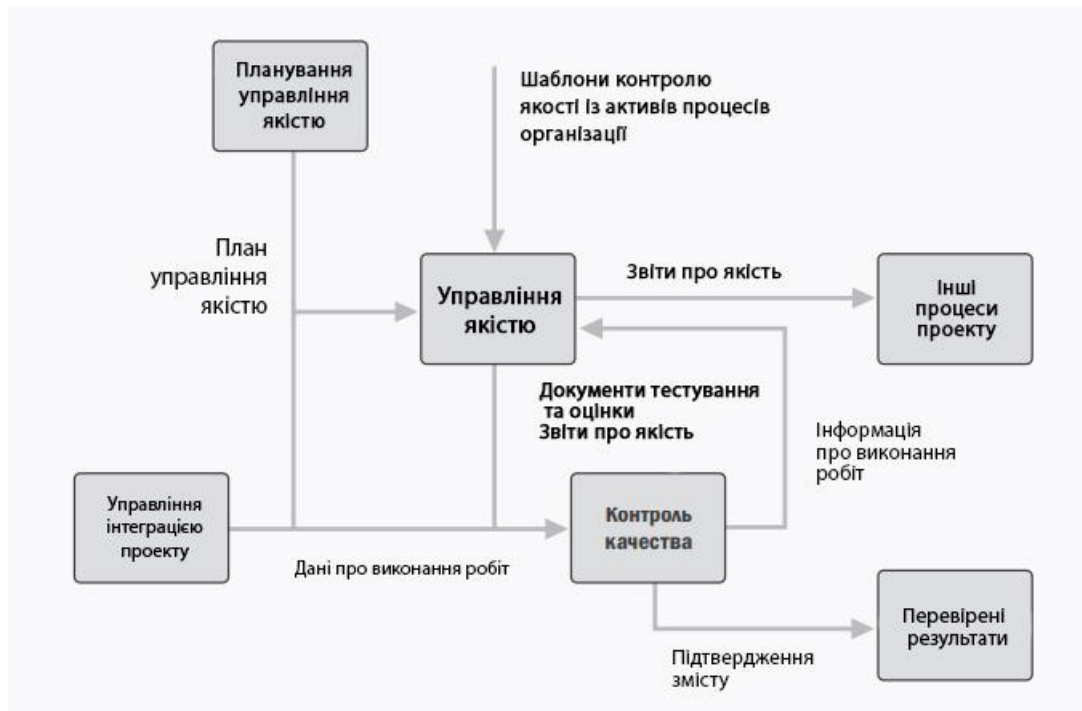 Планування
управління
якістю
Шаблони контролю
якості із активів процесів
організації
План
управління
якістю
Управління
якістю
Звіти про якість
Інші
процеси
проекту
Документи тестування
та оцінки
Звіти про якість
Інформація
про виконання
робіт
Управління
інтеграцією
проекту
Дані про виконання робіт
Контроль
качества
Підтвердження
змісту
Перевірені
результати